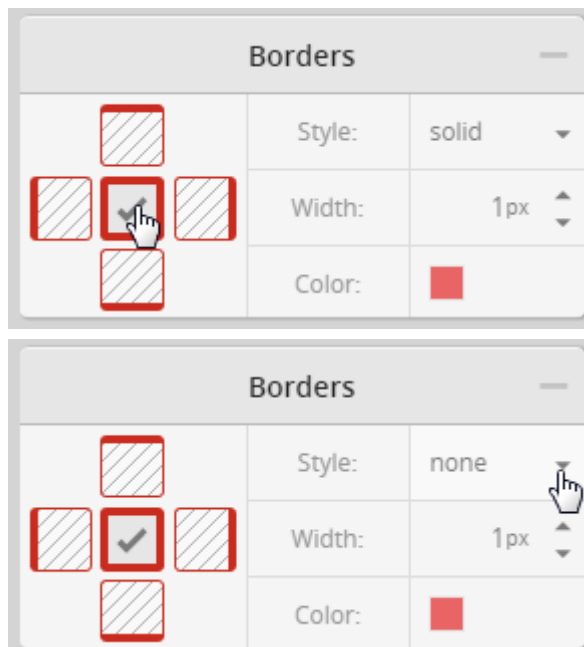 Borders
Style: solid
Width: 1px
Color:
Borders
Style: none
Width: 1px
Color: